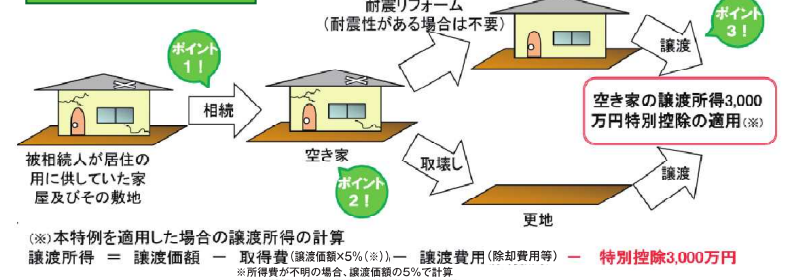 耐震リフォーム
（耐震性がある場合は不要）
ポイント
1！
相続
ポイント
3！
譲渡
空き家の譲渡所得3,000
万円特別控除の適用(※)
被相続人が居住の
用に供していた家
屋及びその敷地
空き家
ポイント
2！
取壊し
譲渡
更地
(※)本特例を適用した場合の譲渡所得の計算
譲渡所得 ＝ 譲渡価額 － 取得費(譲渡価額×5%(※)) － 譲渡費用(除却費用等) － 特別控除3,000万円
※所得費が不明の場合、譲渡価額の5%で計算